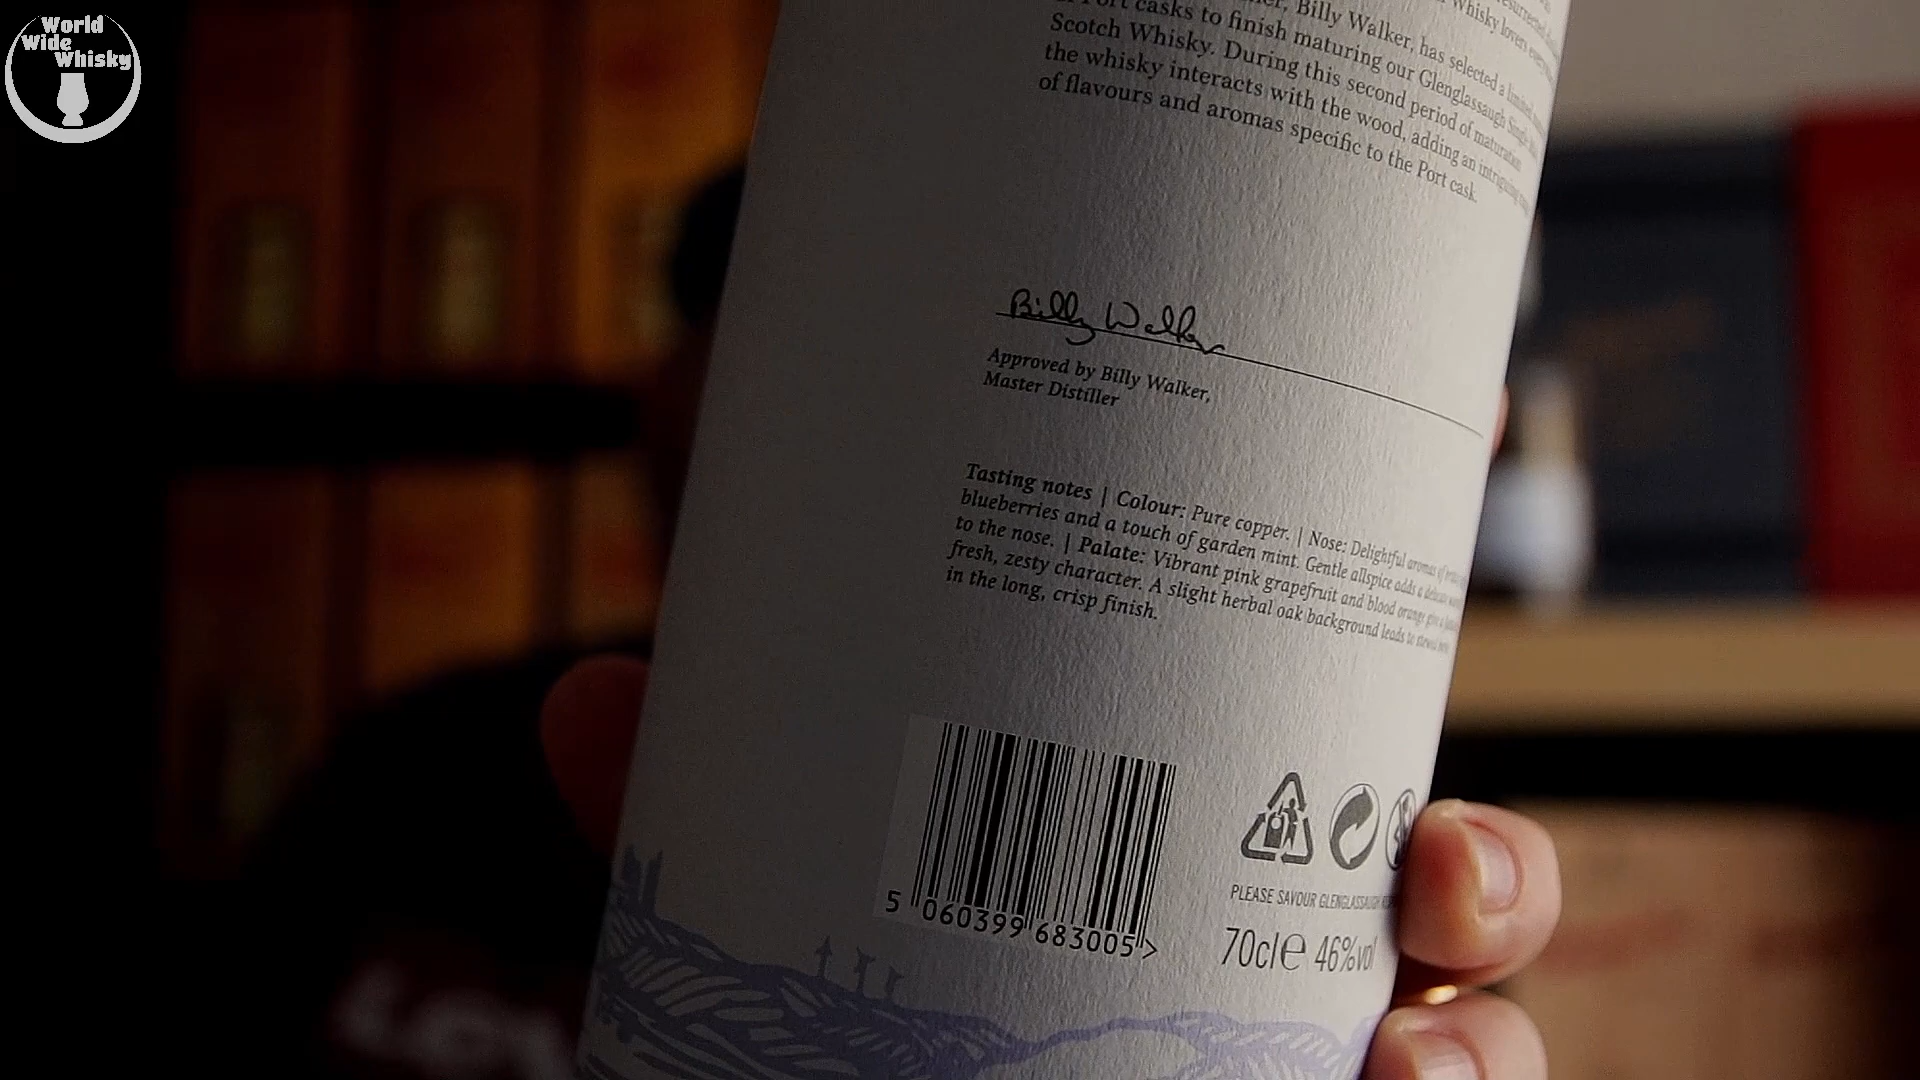 World
Wide
Whisky
Whisky lovers
Billy Walker, has selected a limited
Port casks to finish maturing our Glenglassaugh Single
Scotch Whisky. During this second period of maturation
the whisky interacts with the wood, adding an intriguing
of flavours and aromas specific to the Port cask.
Billy Walker
Approved by Billy Walker,
Master Distiller
Tasting notes | Colour: Pure copper. | Nose: Delightful aromas of
blueberries and a touch of garden mint. Gentle allspice adds a delicate
to the nose. | Palate: Vibrant pink grapefruit and blood orange give a
fresh, zesty character. A slight herbal oak background leads to stewed
in the long, crisp finish.
5 060399 683005 >
PLEASE SAVOUR GLENGLASSAUGH
70cl e 46%vol